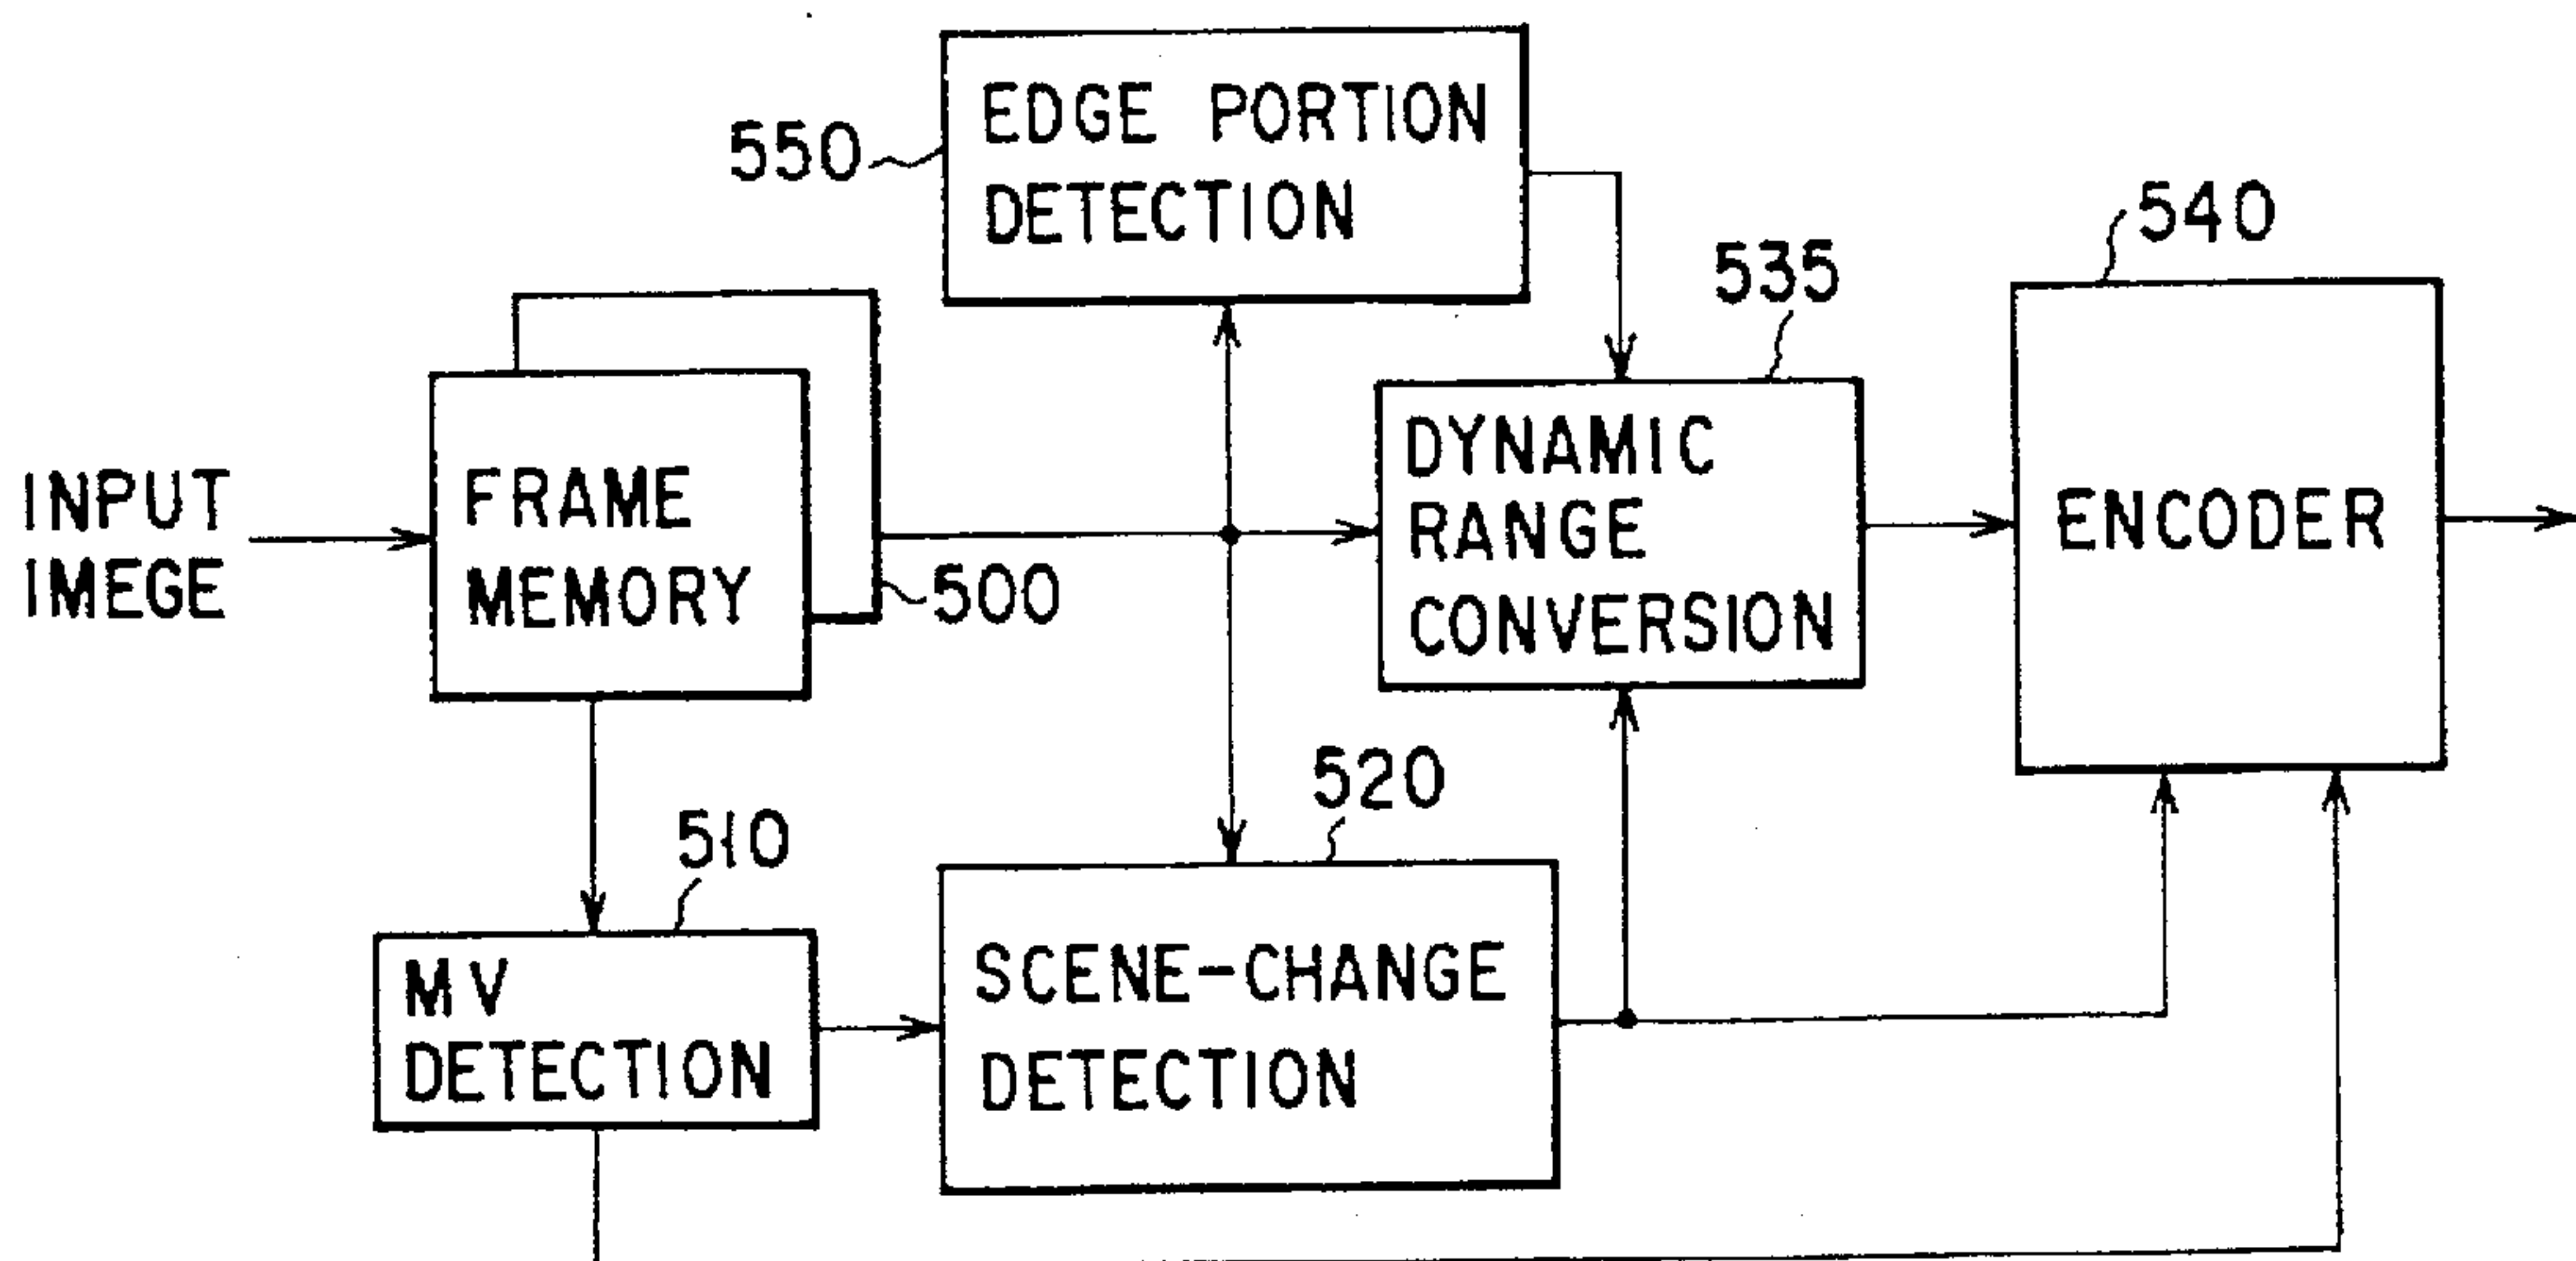 550
EDGE PORTION
DETECTION
540
535
INPUT
IMEGE
FRAME
MEMORY
500
DYNAMIC
RANGE
CONVERSION
ENCODER
510
520
MV
DETECTION
SCENE-CHANGE
DETECTION